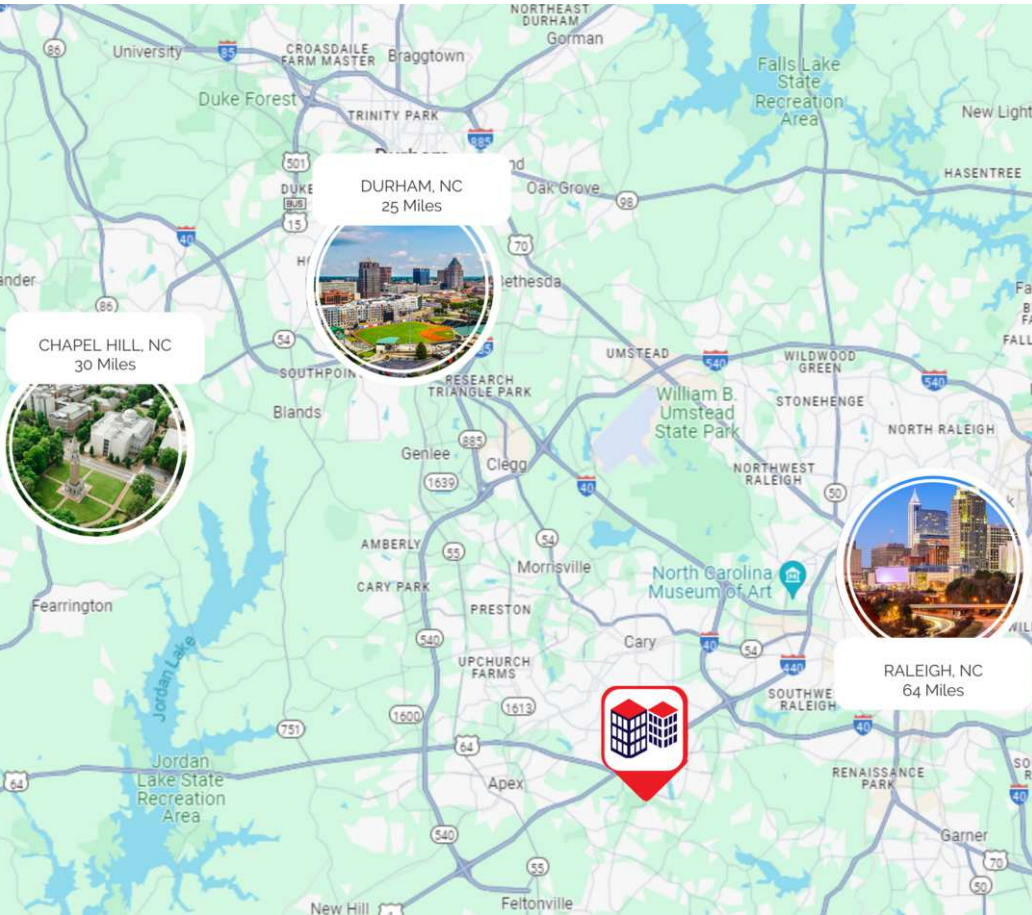 NORTHEAST
DURHAM
Gorman
86
University
85
CROASDAILE
FARM MASTER
Braggtown
Falls Lake
State
Recreation
Area
Duke Forest
TRINITY PARK
New Light
885
501
DURHAM, NC
25 Miles
DUKE
BUS
15
Oak Grove
98
HASENTREE
40
70
86
CHAPEL HILL, NC
30 Miles
54
UMSTEAD
540
WILDWOOD
GREEN
540
RESEARCH
TRIANGLE PARK
William B.
Umstead
State Park
STONEHENGE
Blands
NORTH RALEIGH
885
Genlee
Clegg
1639
40
NORTHWEST
RALEIGH
50
AMBERLY
55
54
Morrisville
North Carolina
Museum of Art
CARY PARK
PRESTON
Fearrington
540
Cary
40
54
440
UPCHURCH
FARMS
Jordan Lake
RALEIGH, NC
64 Miles
SOUTHWE
RALEIGH
1600
1613
751
64
40
64
Jordan
Lake State
Recreation
Area
Apex
RENAISSANCE
PARK
40
540
Garner
70
55
50
New Hill
Feltonville